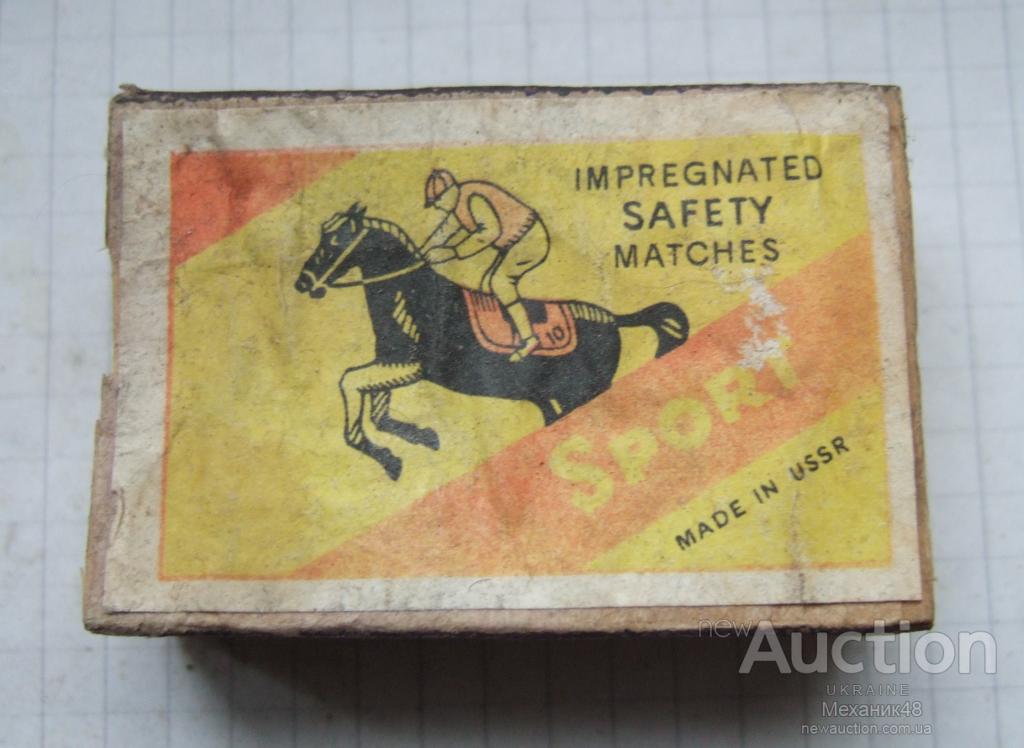 IMPREGNATED
SAFETY
MATCHES
10
SPORT
MADE IN USSR
new Auction
UKRAINE
Механик48
newauction.com.ua